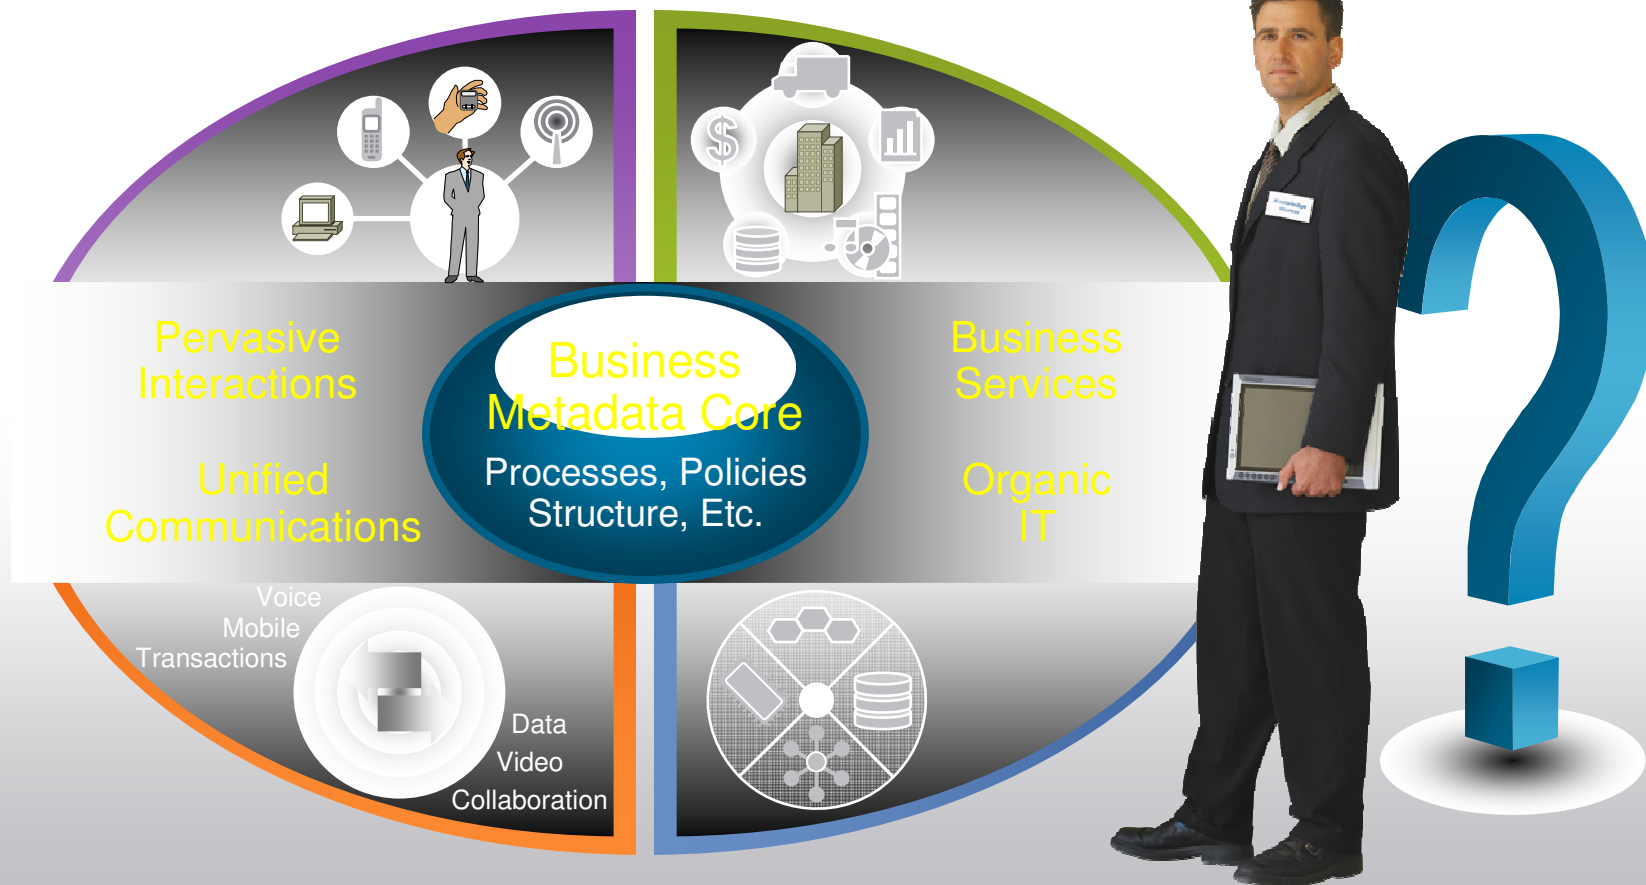 Pervasive
Interactions
Business
Services
Business
Metadata Core
Processes, Policies
Structure, Etc.
Unified
Communications
Organic
IT
Voice
Mobile
Transactions
Data
Video
Collaboration
$